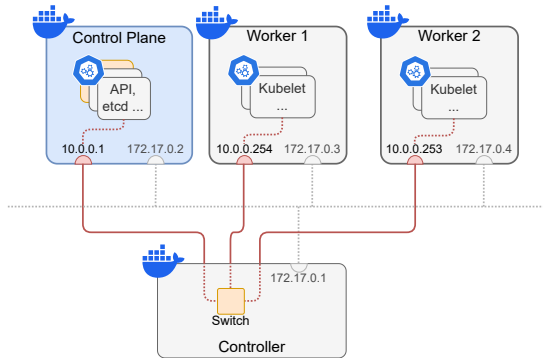 Control Plane
Worker 1
Worker 2
API,
etcd ...
Kubelet
...
Kubelet
...
10.0.0.1
172.17.0.2
10.0.0.254
172.17.0.3
10.0.0.253
172.17.0.4
172.17.0.1
Switch
Controller